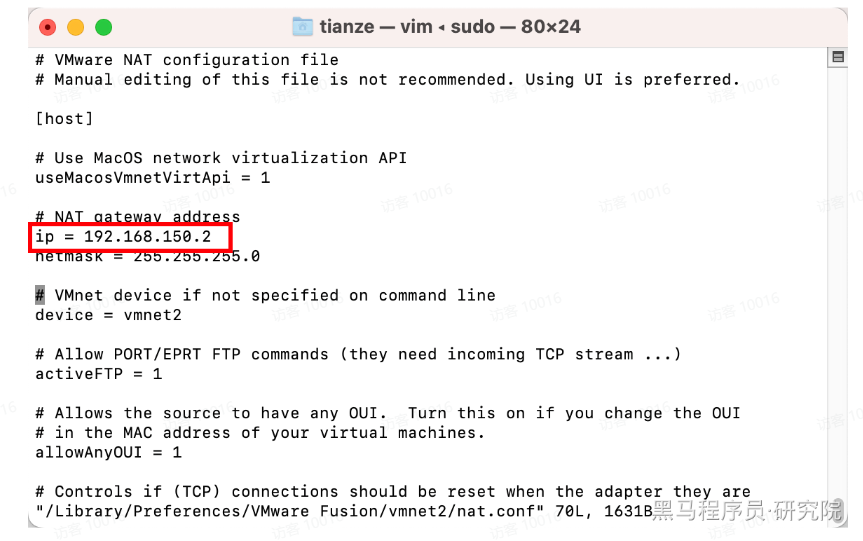 tianze — vim ◂ sudo — 80×24
# VMware NAT configuration file
# Manual editing of this file is not recommended. Using UI is preferred.
[host]
# Use MacOS network virtualization API
useMacosVmnetVirtApi = 1
# NAT gateway address
ip = 192.168.150.2
netmask = 255.255.255.0
# VMnet device if not specified on command line
device = vmnet2
# Allow PORT/EPRT FTP commands (they need incoming TCP stream ...)
activeFTP = 1
# Allows the source to have any OUI.  Turn this on if you change the OUI
# in the MAC address of your virtual machines.
allowAnyOUI = 1
# Controls if (TCP) connections should be reset when the adapter they are
"/Library/Preferences/VMware Fusion/vmnet2/nat.conf" 70L, 1631B
黑马程序员·研究院
访客 10016